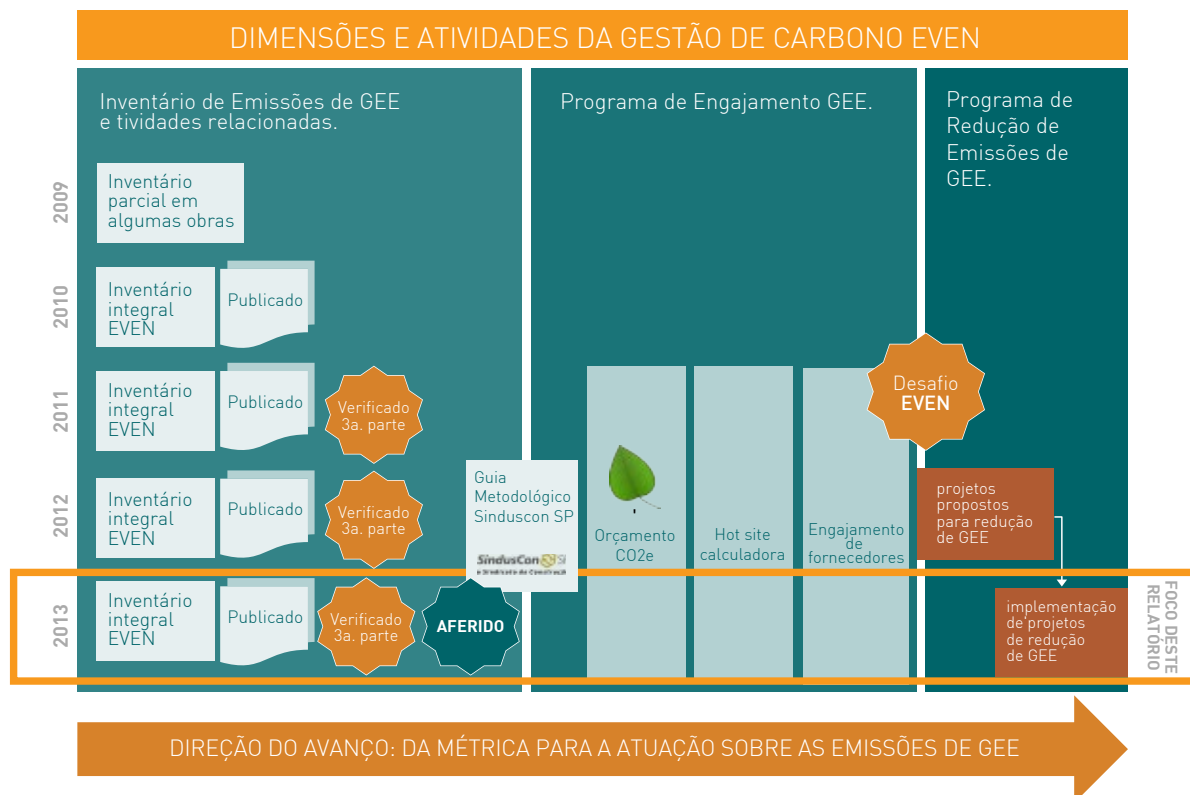 DIMENSÕES E ATIVIDADES DA GESTÃO DE CARBONO EVEN
Inventário de Emissões de GEE
e tividades relacionadas.
Programa de Engajamento GEE.
Programa de
Redução de
Emissões de
GEE.
2009
Inventário
parcial em
algumas obras
2010
Inventário
integral
EVEN
Publicado
2011
Inventário
integral
EVEN
Publicado
Verificado
3a. parte
Desafio
EVEN
2012
Inventário
integral
EVEN
Publicado
Verificado
3a. parte
Guia
Metodológico
Sinduscon SP
SindusCon
Orçamento
CO2e
Hot site
calculadora
Engajamento
de
fornecedores
projetos
propostos
para redução
de GEE
2013
Inventário
integral
EVEN
Publicado
Verificado
3a. parte
AFERIDO
implementação
de projetos
de redução
de GEE
FOCO DESTE
RELATÓRIO
DIREÇÃO DO AVANÇO: DA MÉTRICA PARA A ATUAÇÃO SOBRE AS EMISSÕES DE GEE